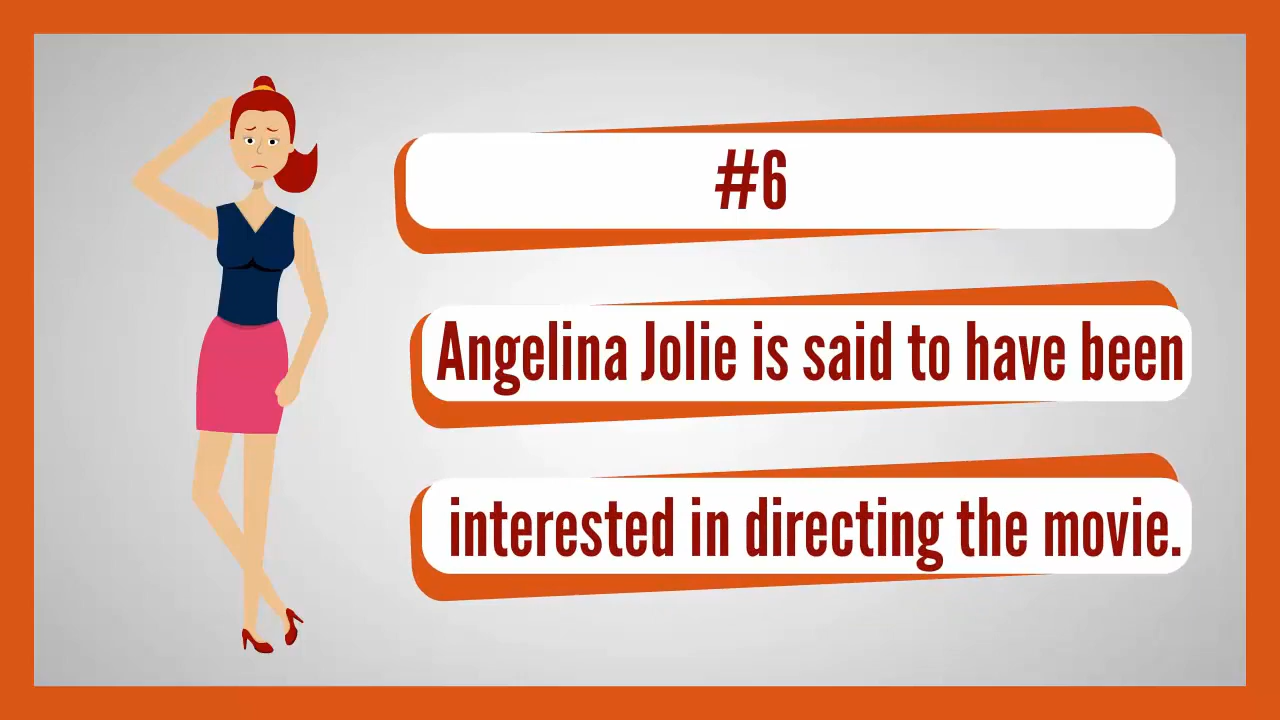 #6
Angelina Jolie is said to have been
interested in directing the movie.